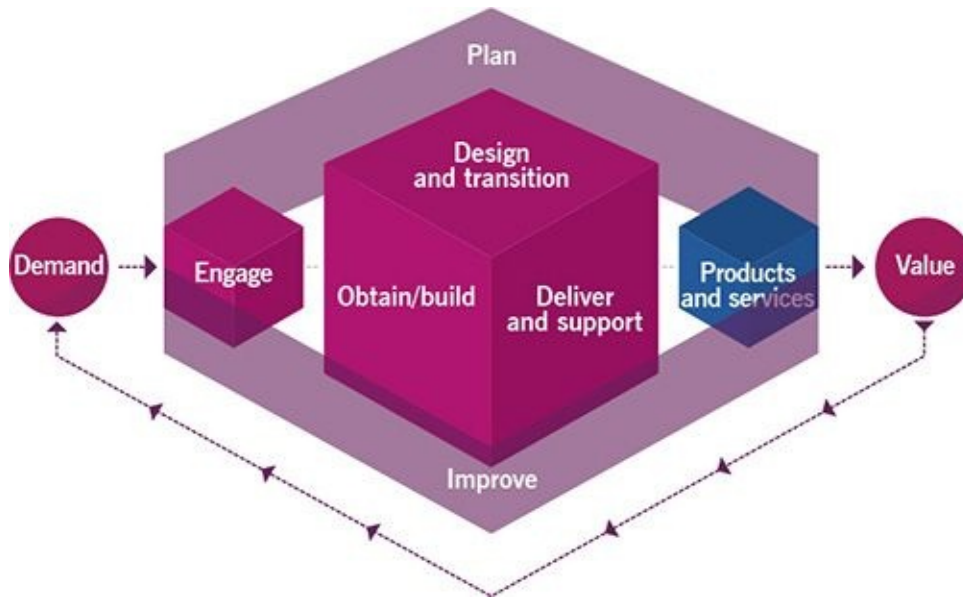 Plan
Design
and transition
Demand
Engage
Obtain/build
Deliver
and support
Products
and services
Value
Improve